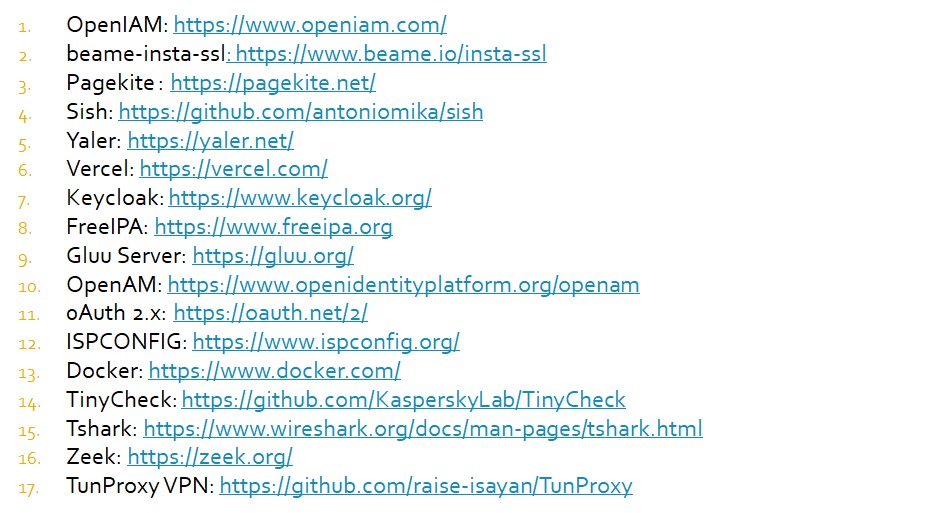 1. OpenIAM: https://www.openiam.com/
2. beame-insta-ssl: https://www.beame.io/insta-ssl
3. Pagekite : https://pagekite.net/
4. Sish: https://github.com/antoniomika/sish
5. Yaler: https://yaler.net/
6. Vercel: https://vercel.com/
7. Keycloak: https://www.keycloak.org/
8. FreeIPA: https://www.freeipa.org
9. Gluu Server: https://gluu.org/
10. OpenAM: https://www.openidentityplatform.org/openam
11. oAuth 2.x: https://oauth.net/2/
12. ISPCONFIG: https://www.ispconfig.org/
13. Docker: https://www.docker.com/
14. TinyCheck: https://github.com/KasperskyLab/TinyCheck
15. Tshark: https://www.wireshark.org/docs/man-pages/tshark.html
16. Zeek: https://zeek.org/
17. TunProxy VPN: https://github.com/raise-isayan/TunProxy